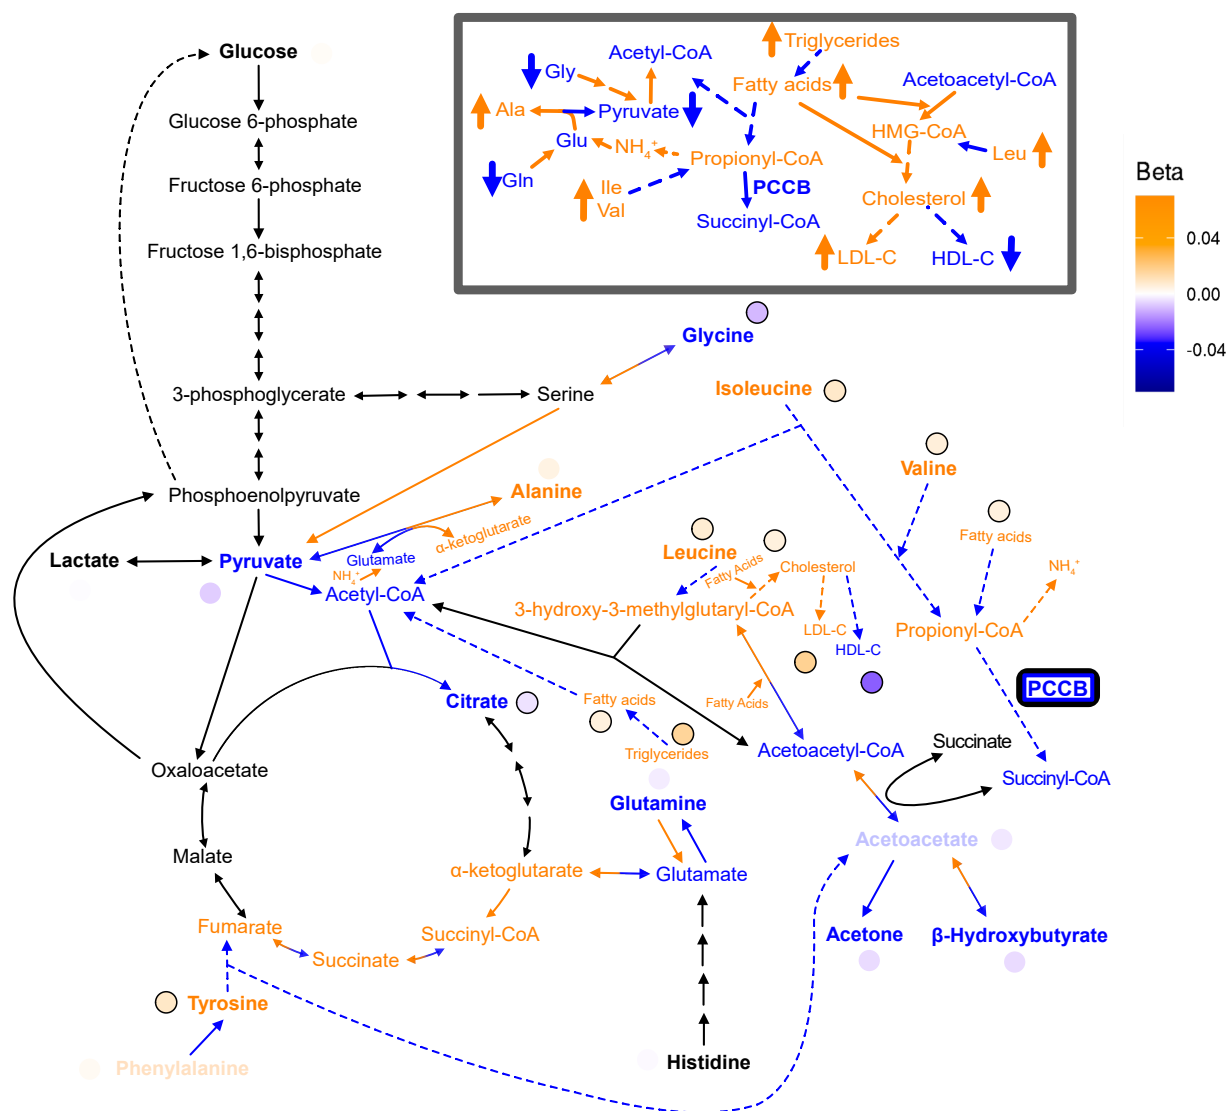 Glucose
Glucose 6-phosphate
Fructose 6-phosphate
Fructose 1,6-bisphosphate
3-phosphoglycerate
Serine
Phosphoenolpyruvate
Lactate
Pyruvate
Acetyl-CoA
Gly
Ala
Pyruvate
Glu
NH₄⁺
Gln
Ile
Val
Triglycerides
Fatty acids
Acetoacetyl-CoA
HMG-CoA
Leu
Propionyl-CoA
PCCB
Succinyl-CoA
Cholesterol
LDL-C
HDL-C
Beta
0.04
0.00
-0.04
Glycine
Isoleucine
Valine
Alanine
α-ketoglutarate
Glutamate
NH₄⁺
Acetyl-CoA
Leucine
Fatty Acids
Cholesterol
3-hydroxy-3-methylglutaryl-CoA
LDL-C
HDL-C
Fatty acids
NH₄⁺
Propionyl-CoA
PCCB
Citrate
Fatty acids
Triglycerides
Fatty Acids
Acetoacetyl-CoA
Succinate
Succinyl-CoA
Oxaloacetate
Malate
Fumarate
Succinate
Succinyl-CoA
α-ketoglutarate
Glutamine
Glutamate
Acetoacetate
Acetone
β-Hydroxybutyrate
Tyrosine
Phenylalanine
Histidine